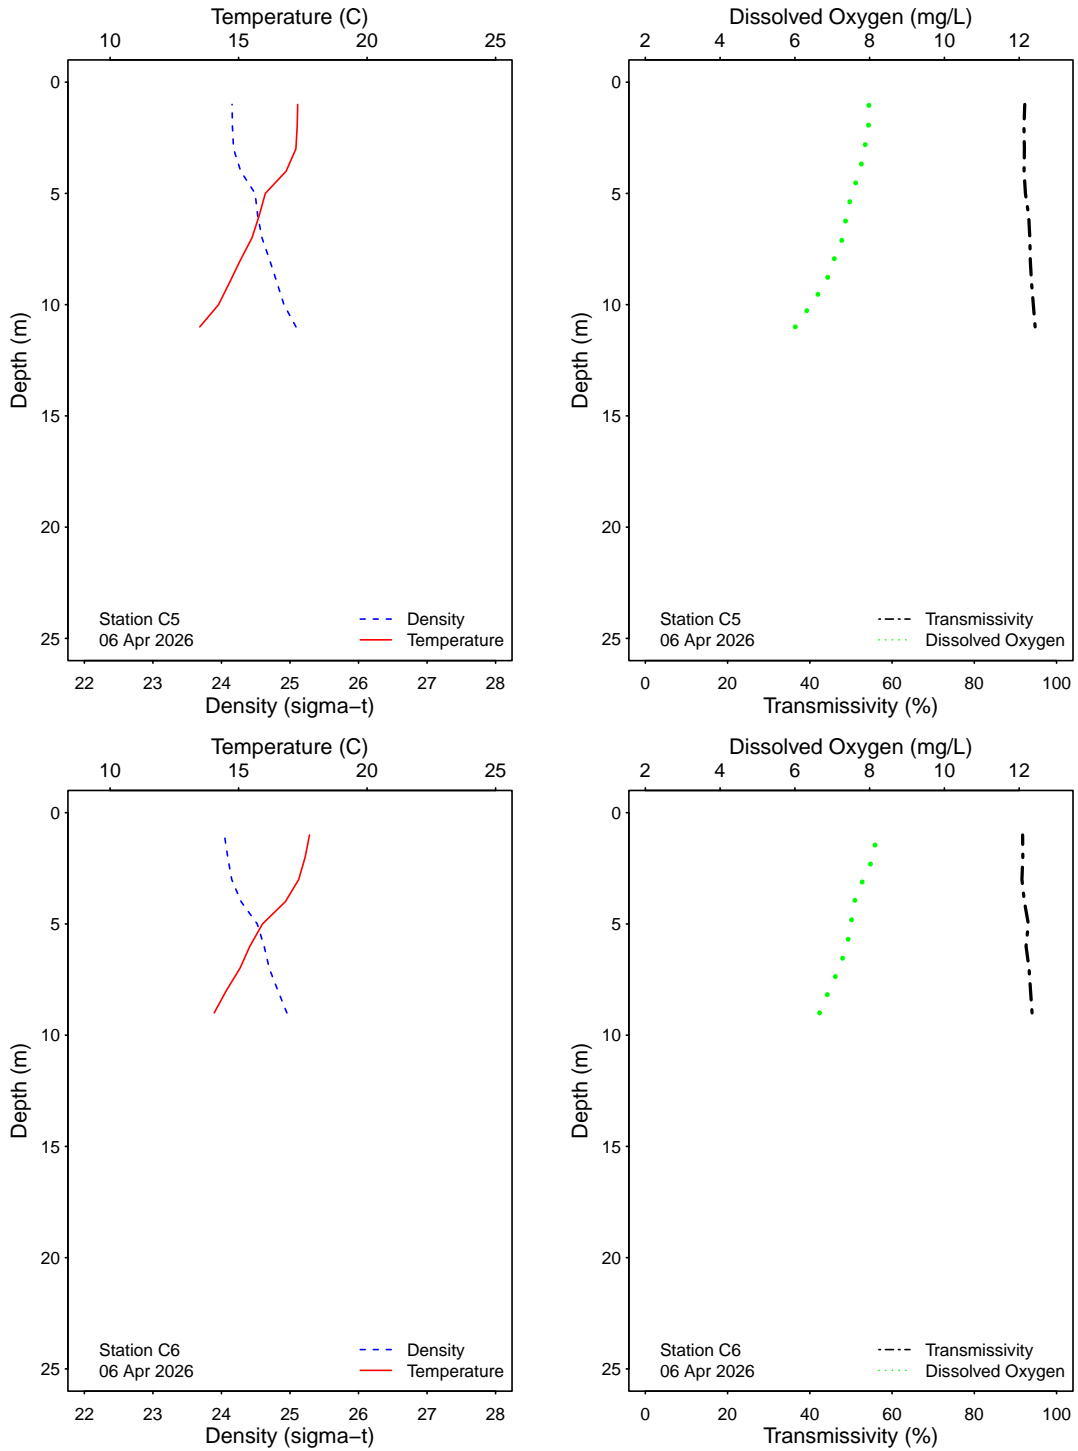 Temperature (C)
10 15 20 25
0
5
10
15
20
25
Depth (m)
Station C5
06 Apr 2026
Density
Temperature
22 23 24 25 26 27 28
Density (sigma−t)
Dissolved Oxygen (mg/L)
2 4 6 8 10 12
0
5
10
15
20
25
Depth (m)
Station C5
06 Apr 2026
Transmissivity
Dissolved Oxygen
0 20 40 60 80 100
Transmissivity (%)
Temperature (C)
10 15 20 25
0
5
10
15
20
25
Depth (m)
Station C6
06 Apr 2026
Density
Temperature
22 23 24 25 26 27 28
Density (sigma−t)
Dissolved Oxygen (mg/L)
2 4 6 8 10 12
0
5
10
15
20
25
Depth (m)
Station C6
06 Apr 2026
Transmissivity
Dissolved Oxygen
0 20 40 60 80 100
Transmissivity (%)